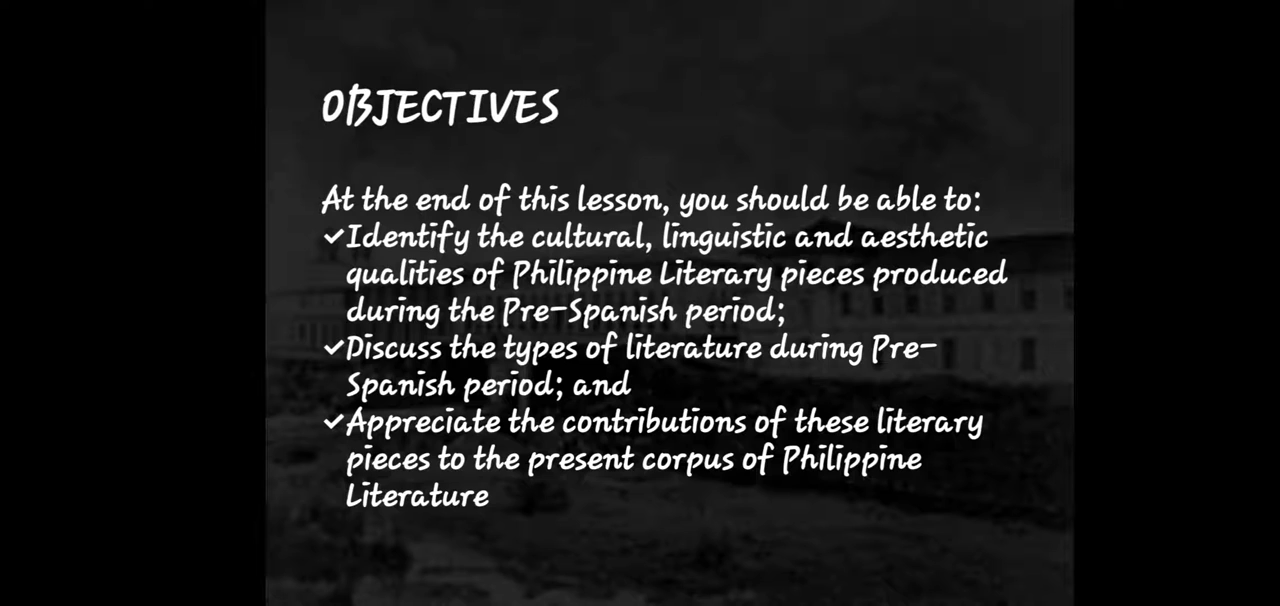 OBJECTIVES
At the end of this lesson, you should be able to:
✓Identify the cultural, linguistic and aesthetic
qualities of Philippine Literary pieces produced
during the Pre-Spanish period;
✓Discuss the types of literature during Pre-
Spanish period; and
✓Appreciate the contributions of these literary
pieces to the present corpus of Philippine
Literature